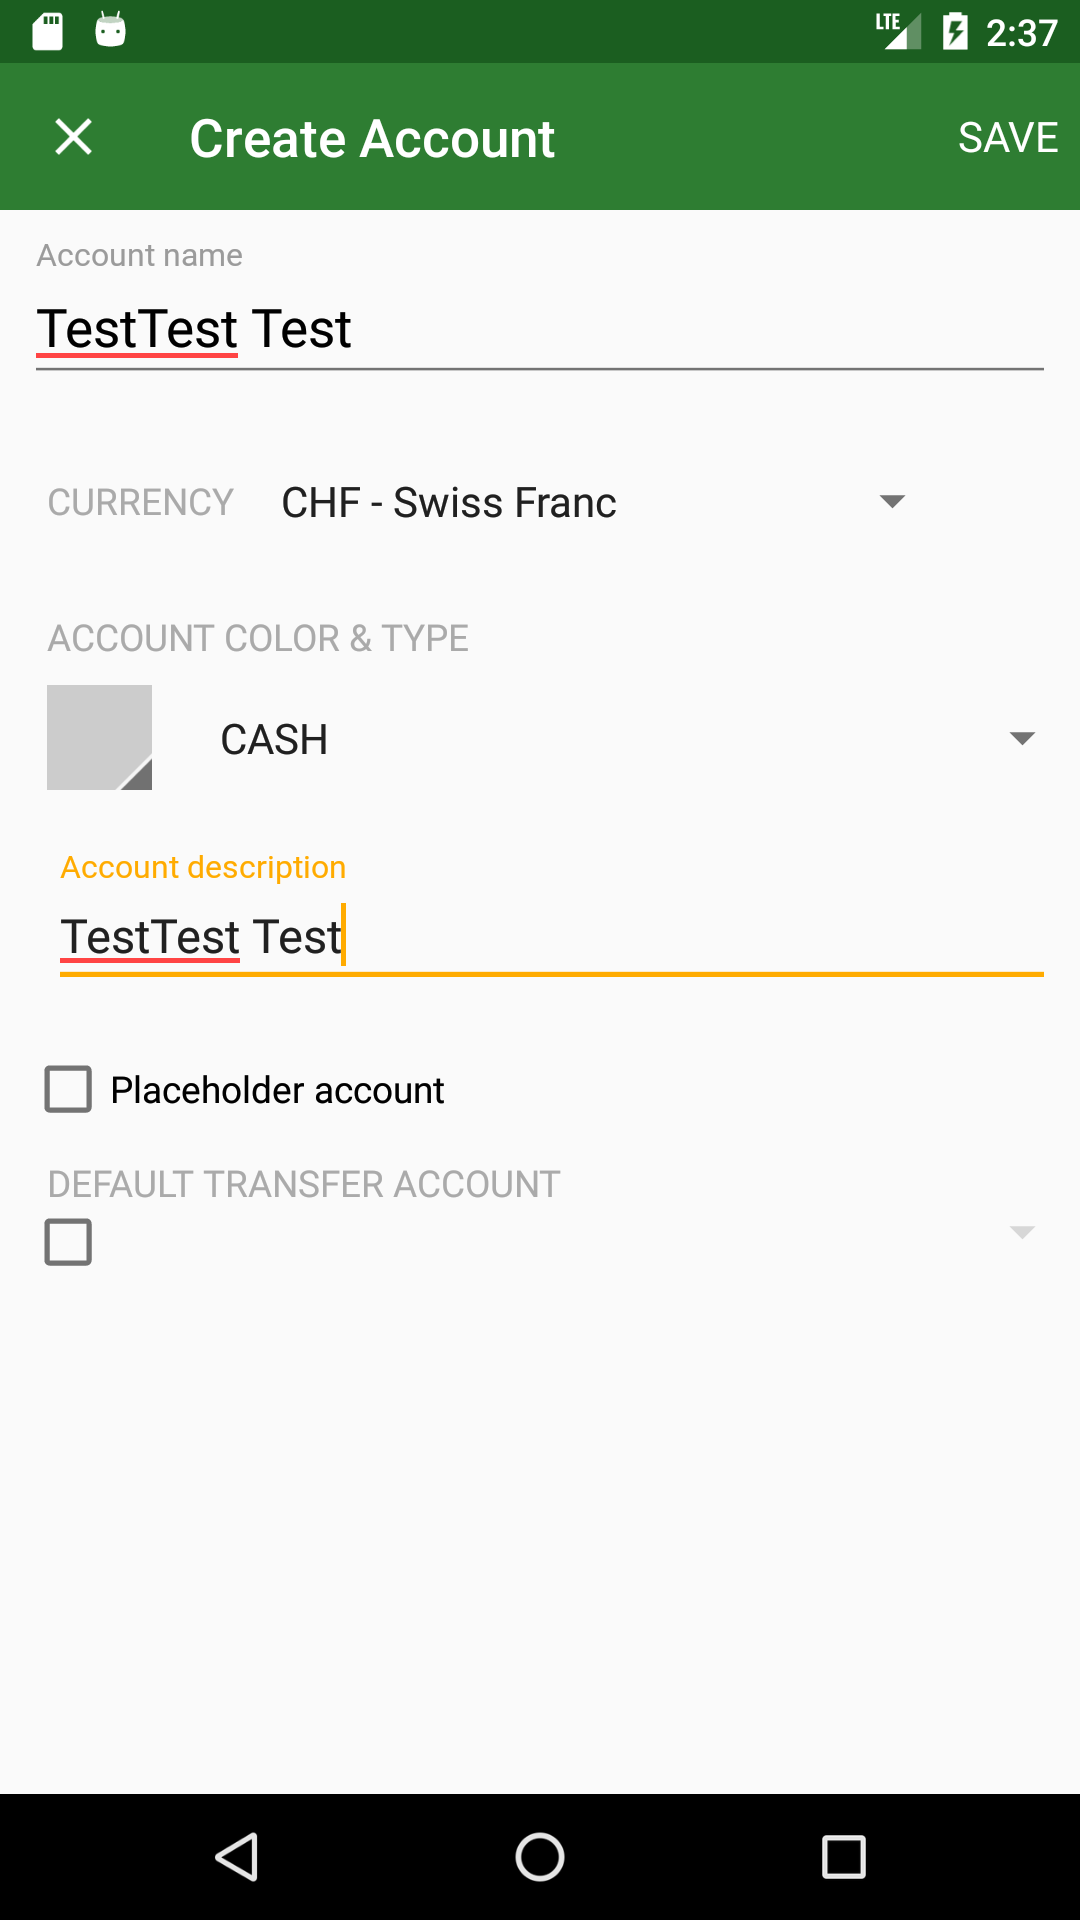 LTE 2:37
Create Account SAVE
Account name
TestTest Test
CURRENCY CHF - Swiss Franc
ACCOUNT COLOR & TYPE
CASH
Account description
TestTest Test
Placeholder account
DEFAULT TRANSFER ACCOUNT